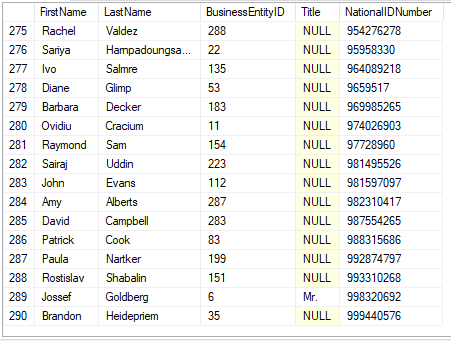 FirstName LastName BusinessEntityID Title NationalIDNumber
275 Rachel Valdez 288 NULL 954276278
276 Sariya Harnpadoungsa... 22 NULL 95958330
277 Ivo Salmre 135 NULL 964089218
278 Diane Glimp 53 NULL 9659517
279 Barbara Decker 183 NULL 969985265
280 Ovidiu Cracium 11 NULL 974026903
281 Raymond Sam 154 NULL 97728960
282 Sairaj Uddin 223 NULL 981495526
283 John Evans 112 NULL 981597097
284 Amy Alberts 287 NULL 982310417
285 David Campbell 283 NULL 987554265
286 Patrick Cook 83 NULL 988315686
287 Paula Nartker 199 NULL 992874797
288 Rostislav Shabalin 151 NULL 993310268
289 Jossef Goldberg 6 Mr. 998320692
290 Brandon Heidepriem 35 NULL 999440576